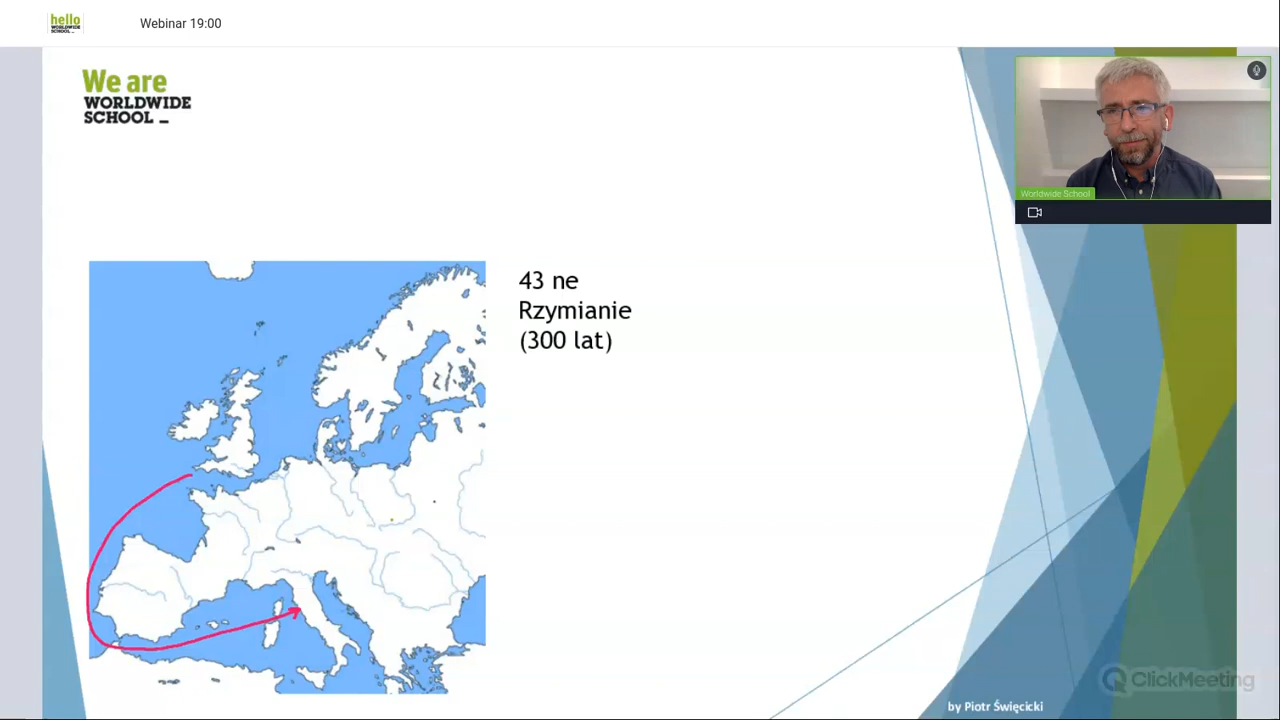 hello
WORLDWIDE
SCHOOL _
Webinar 19:00
We are
WORLDWIDE
SCHOOL _
Worldwide School
43 ne
Rzymianie
(300 lat)
ClickMeeting
by Piotr Święcicki